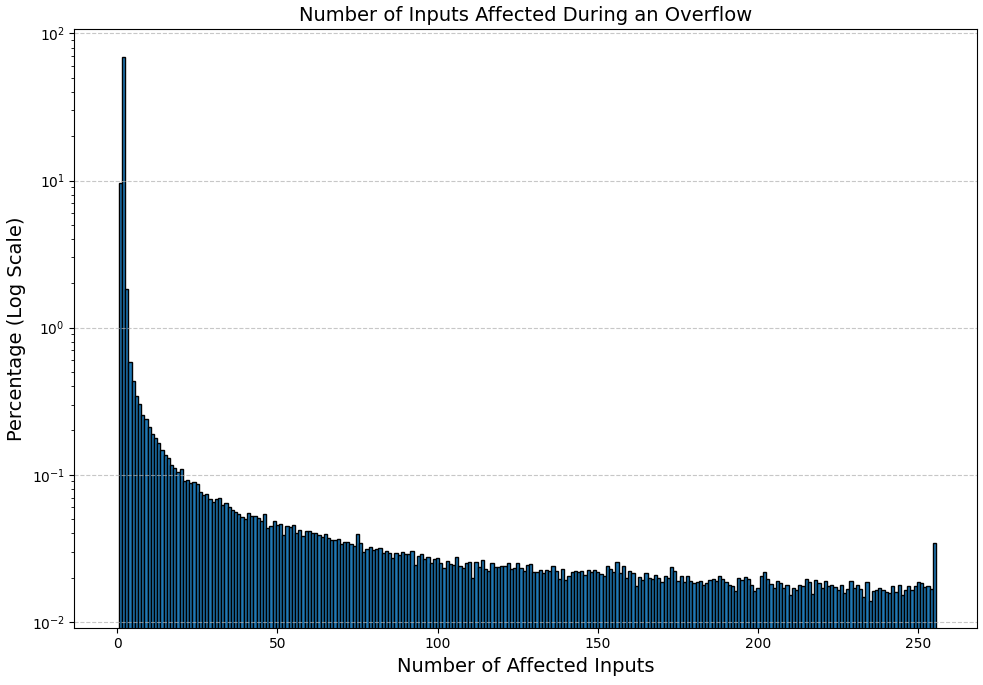 Number of Inputs Affected During an Overflow
Percentage (Log Scale)
10²
10¹
10⁰
10⁻¹
10⁻²
0 50 100 150 200 250
Number of Affected Inputs